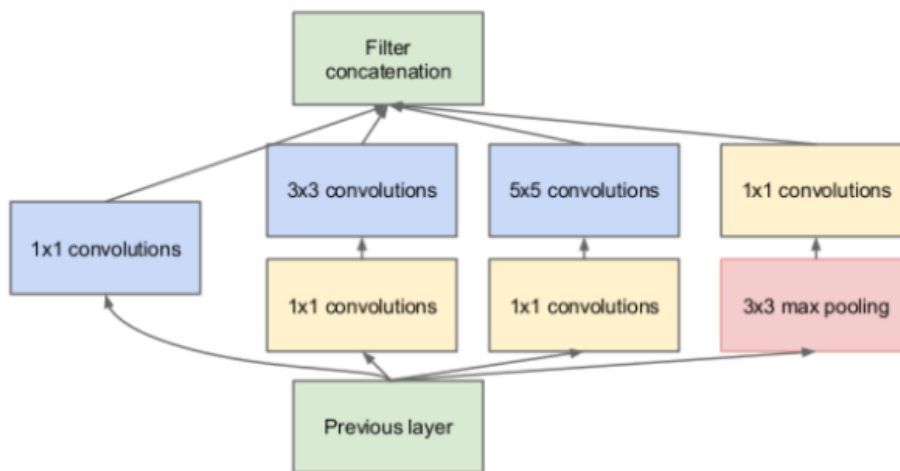 Filter
concatenation
3x3 convolutions
5x5 convolutions
1x1 convolutions
1x1 convolutions
1x1 convolutions
1x1 convolutions
3x3 max pooling
Previous layer